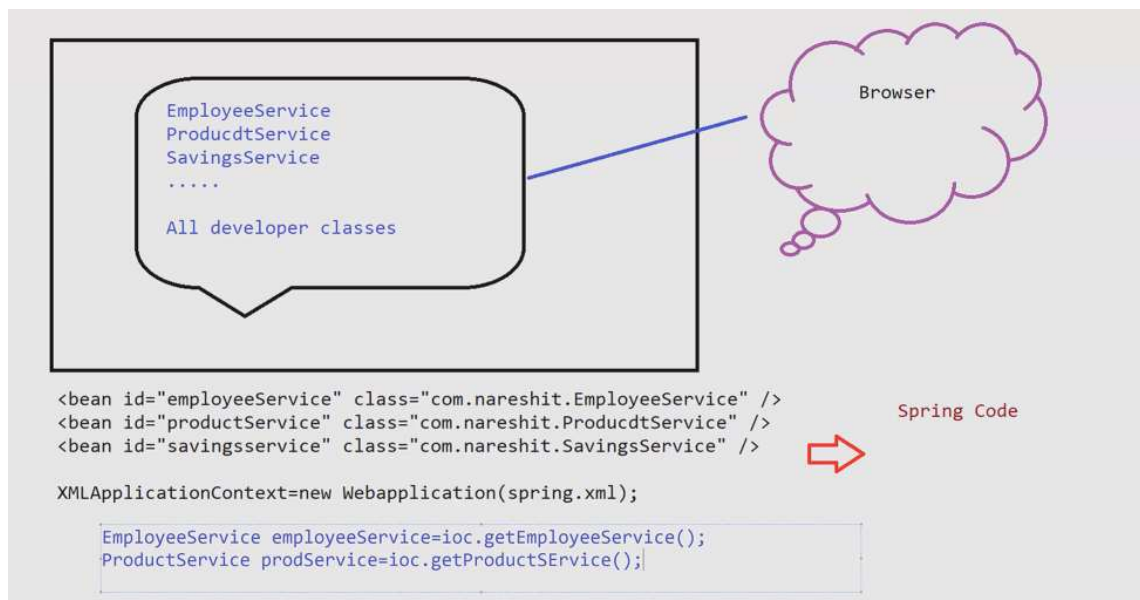 EmployeeService
ProducdtService
SavingsService
.....
All developer classes
Browser
<bean id="employeeService" class="com.nareshit.EmployeeService" />
<bean id="productService" class="com.nareshit.ProducdtService" />
<bean id="savingsservice" class="com.nareshit.SavingsService" />
Spring Code
XMLApplicationContext=new Webapplication(spring.xml);
EmployeeService employeeService=ioc.getEmployeeService();
ProductService prodService=ioc.getProductSErvice();